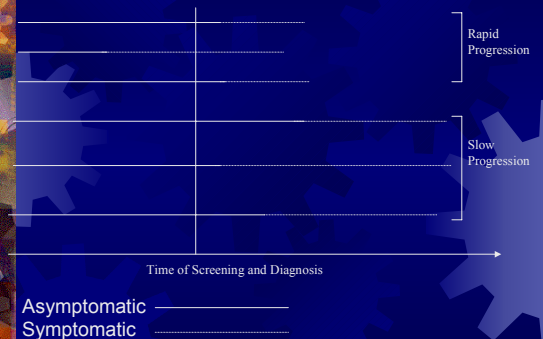 Rapid
Progression
Slow
Progression
Time of Screening and Diagnosis
Asymptomatic
Symptomatic